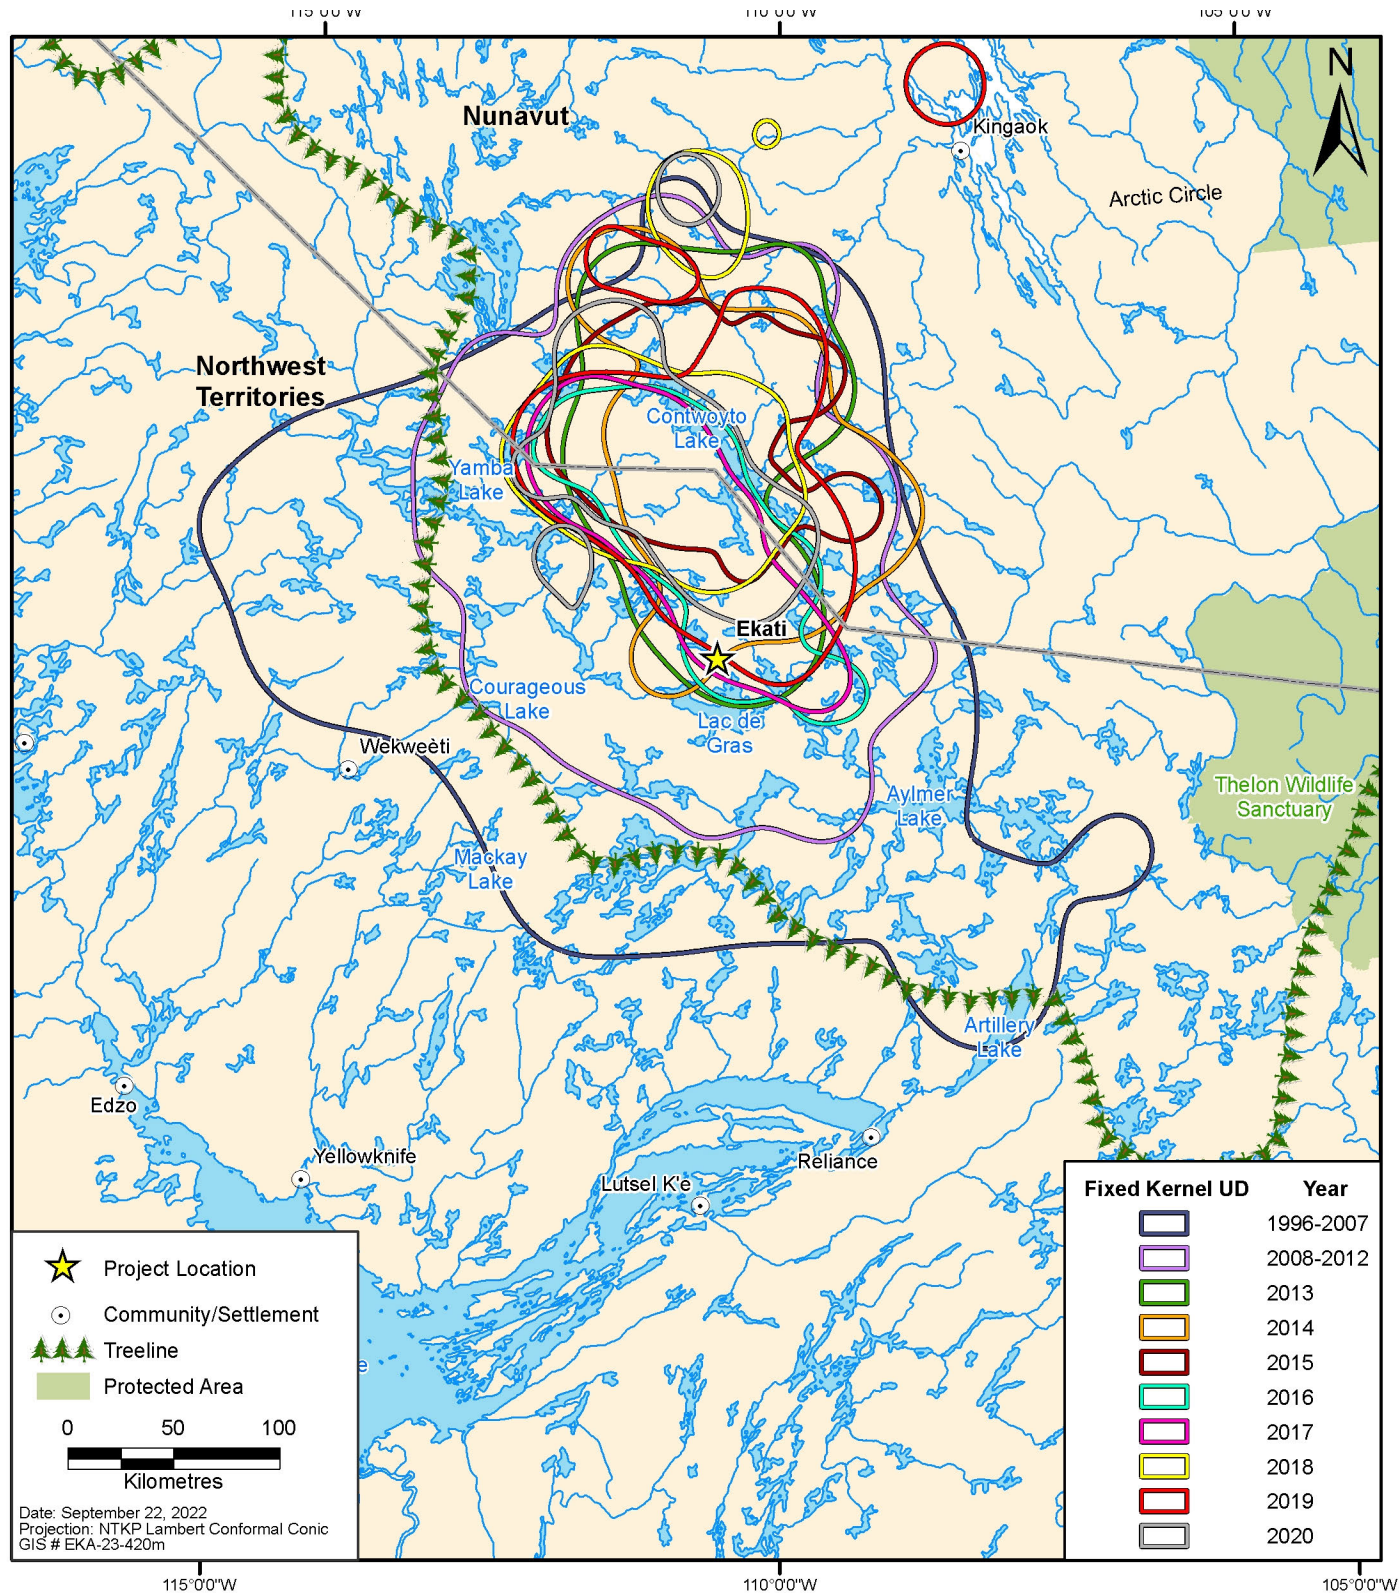 115°0'0"W 110°0'0"W 105°0'0"W
N
Nunavut
Kingaok
Arctic Circle
Northwest
Territories
Contwoyto
Lake
Yamba
Lake
Ekati
Courageous
Lake
Lac de
Gras
Wekweètì
Thelon Wildlife
Sanctuary
Aylmer
Lake
Mackay
Lake
Artillery
Lake
Edzo
Yellowknife
Reliance
Lutsel K'e
e
Fixed Kernel UD Year
1996-2007
2008-2012
2013
2014
2015
2016
2017
2018
2019
2020
Project Location
Community/Settlement
Treeline
Protected Area
0 50 100
Kilometres
Date: September 22, 2022
Projection: NTKP Lambert Conformal Conic
GIS # EKA-23-420m
115°0'0"W 110°0'0"W 105°0'0"W